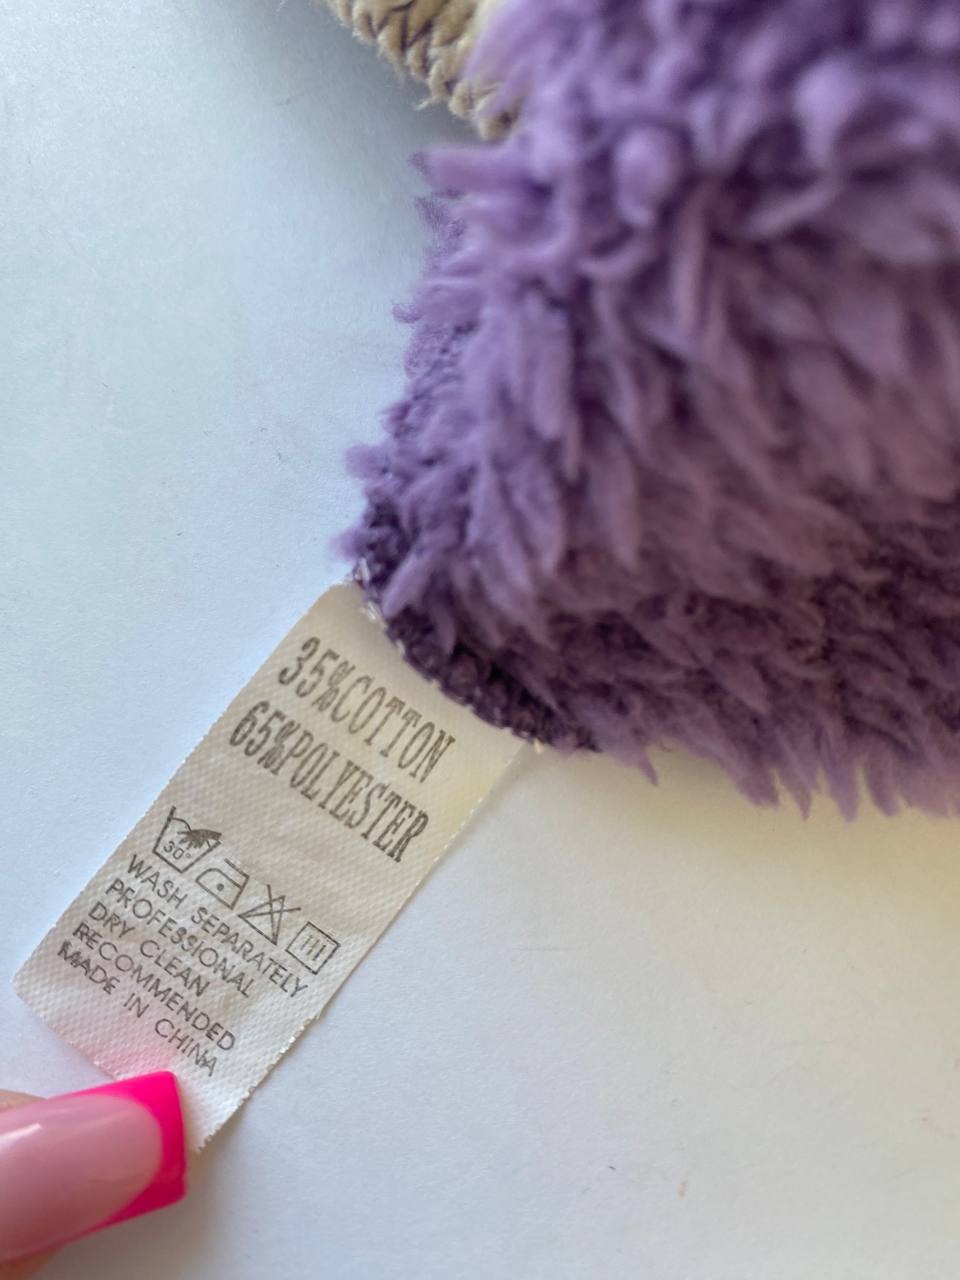 35%COTTON
65%POLYESTER
30°
WASH SEPARATELY
PROFESSIONAL
DRY CLEAN
RECOMMENDED
MADE IN CHINA